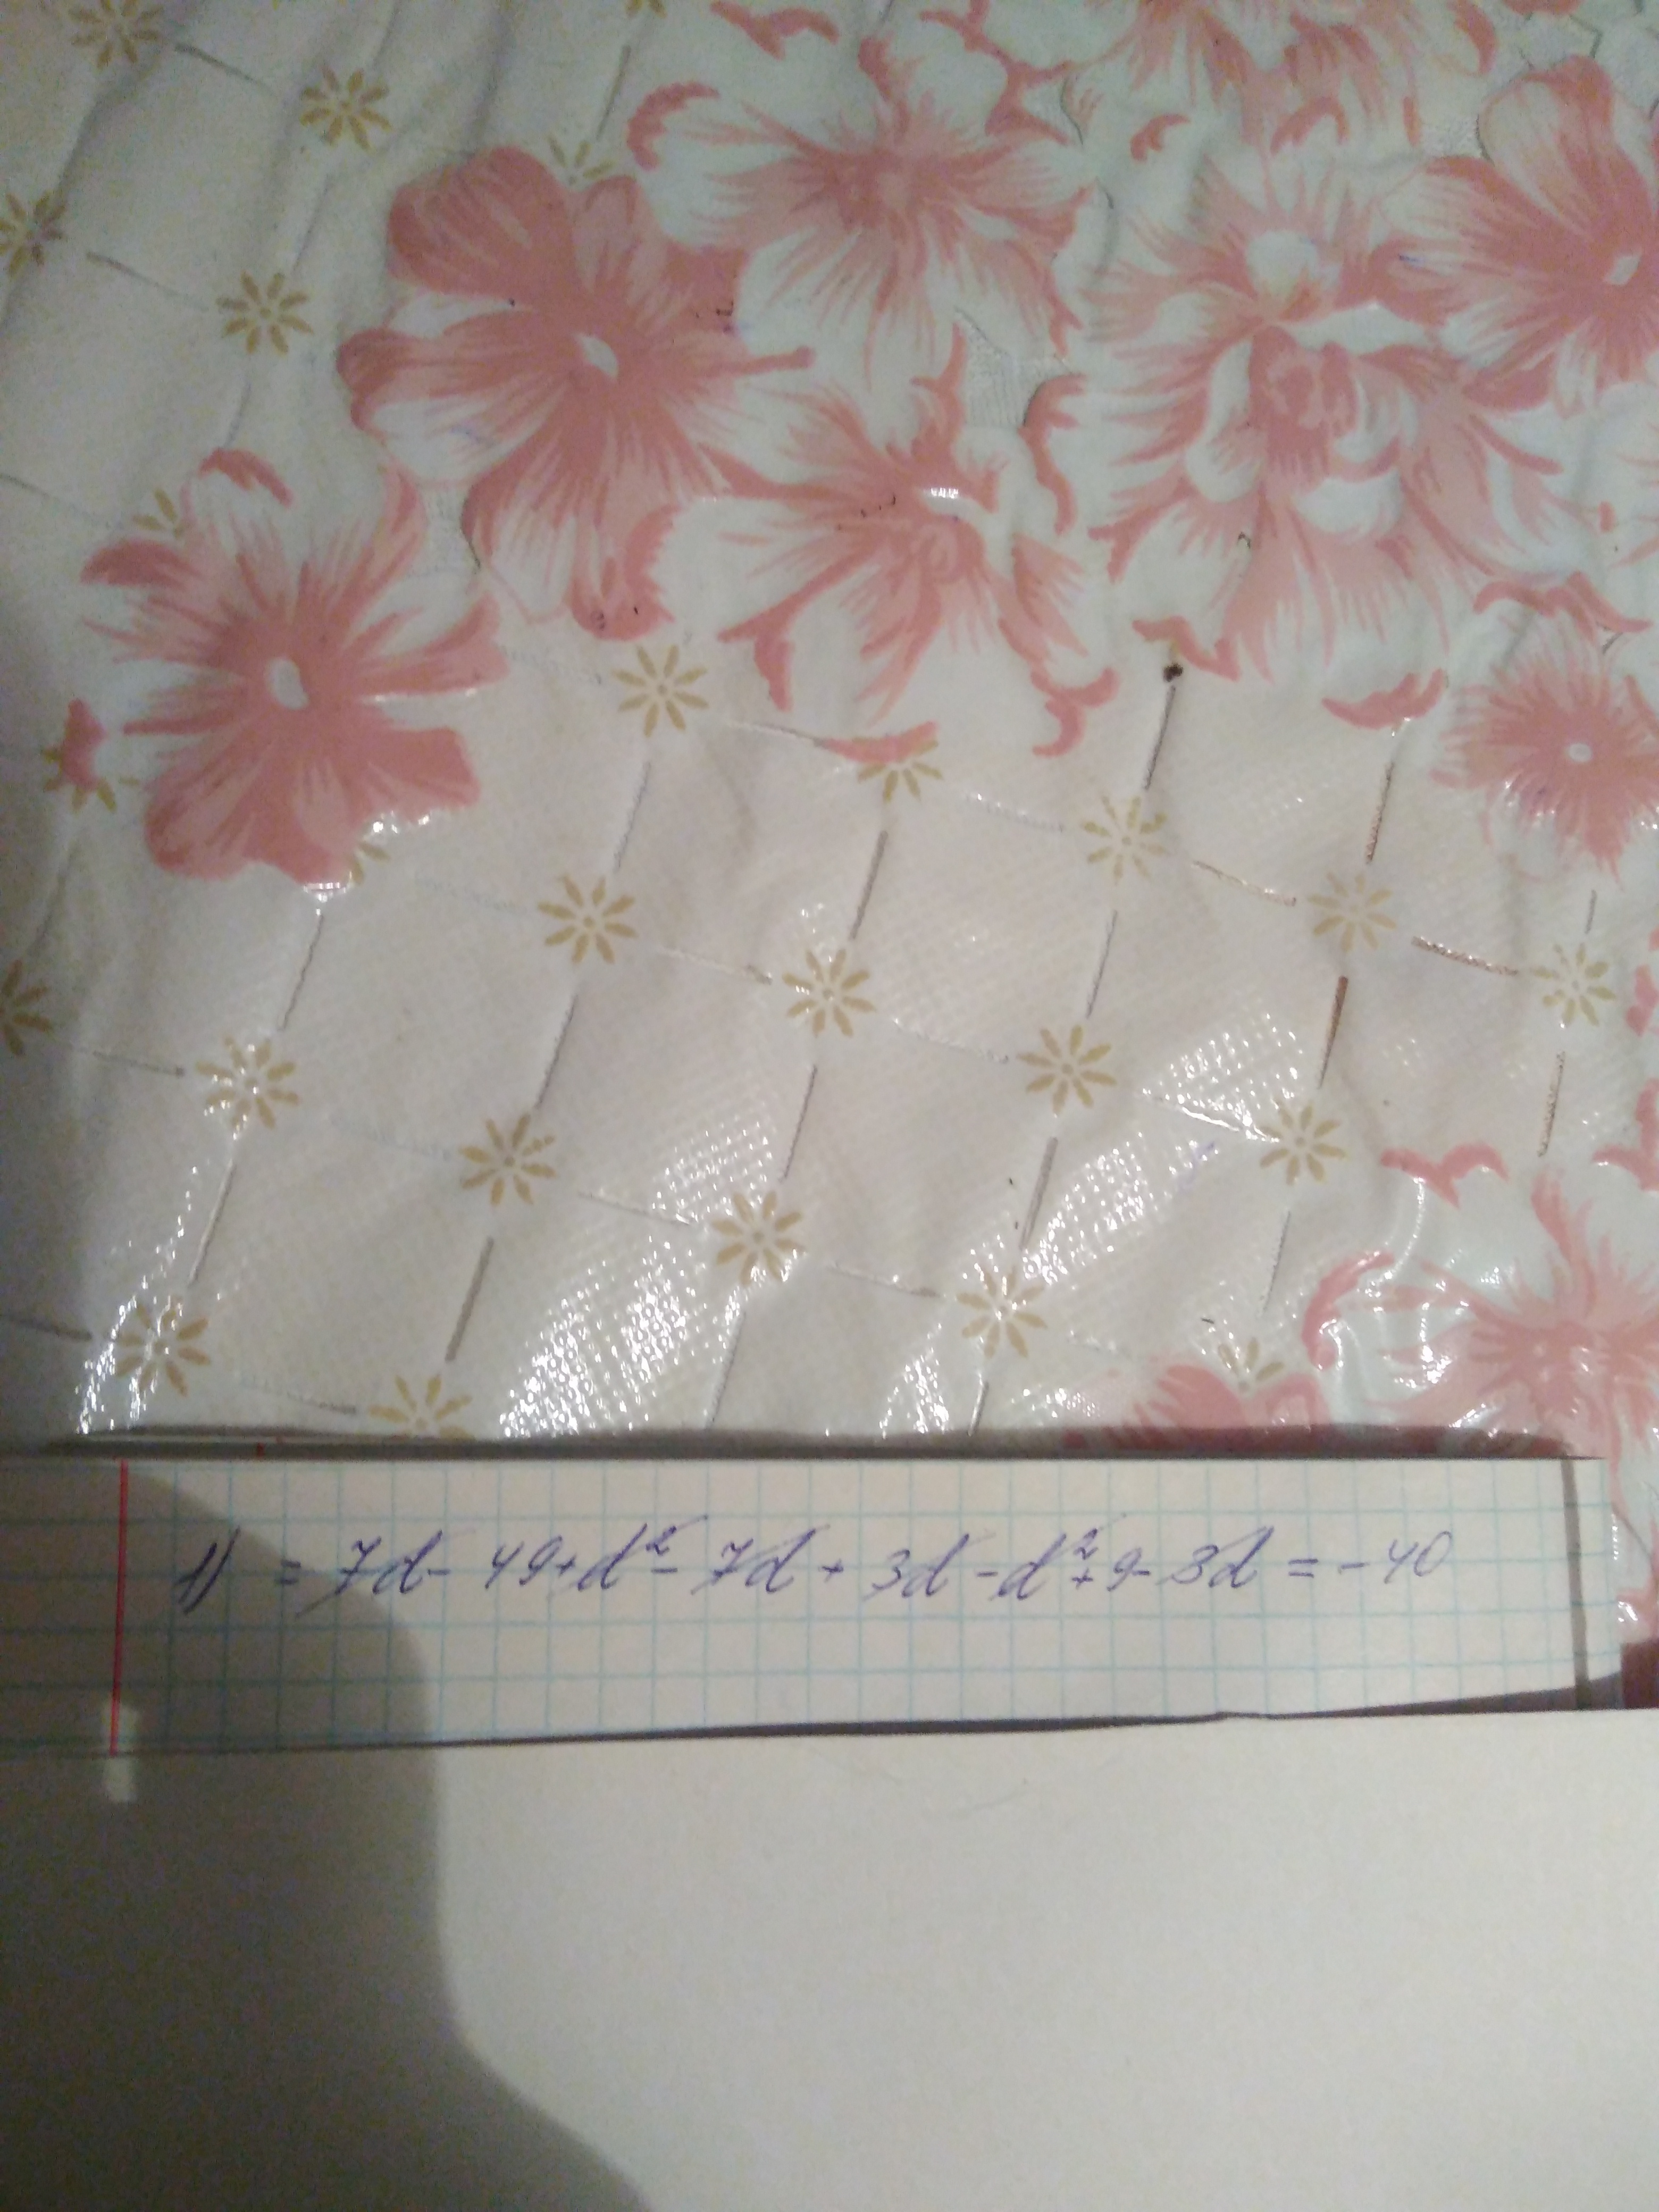 1) = 7d - 49 + d² - 7d + 3d - d² + 9 - 3d = -40